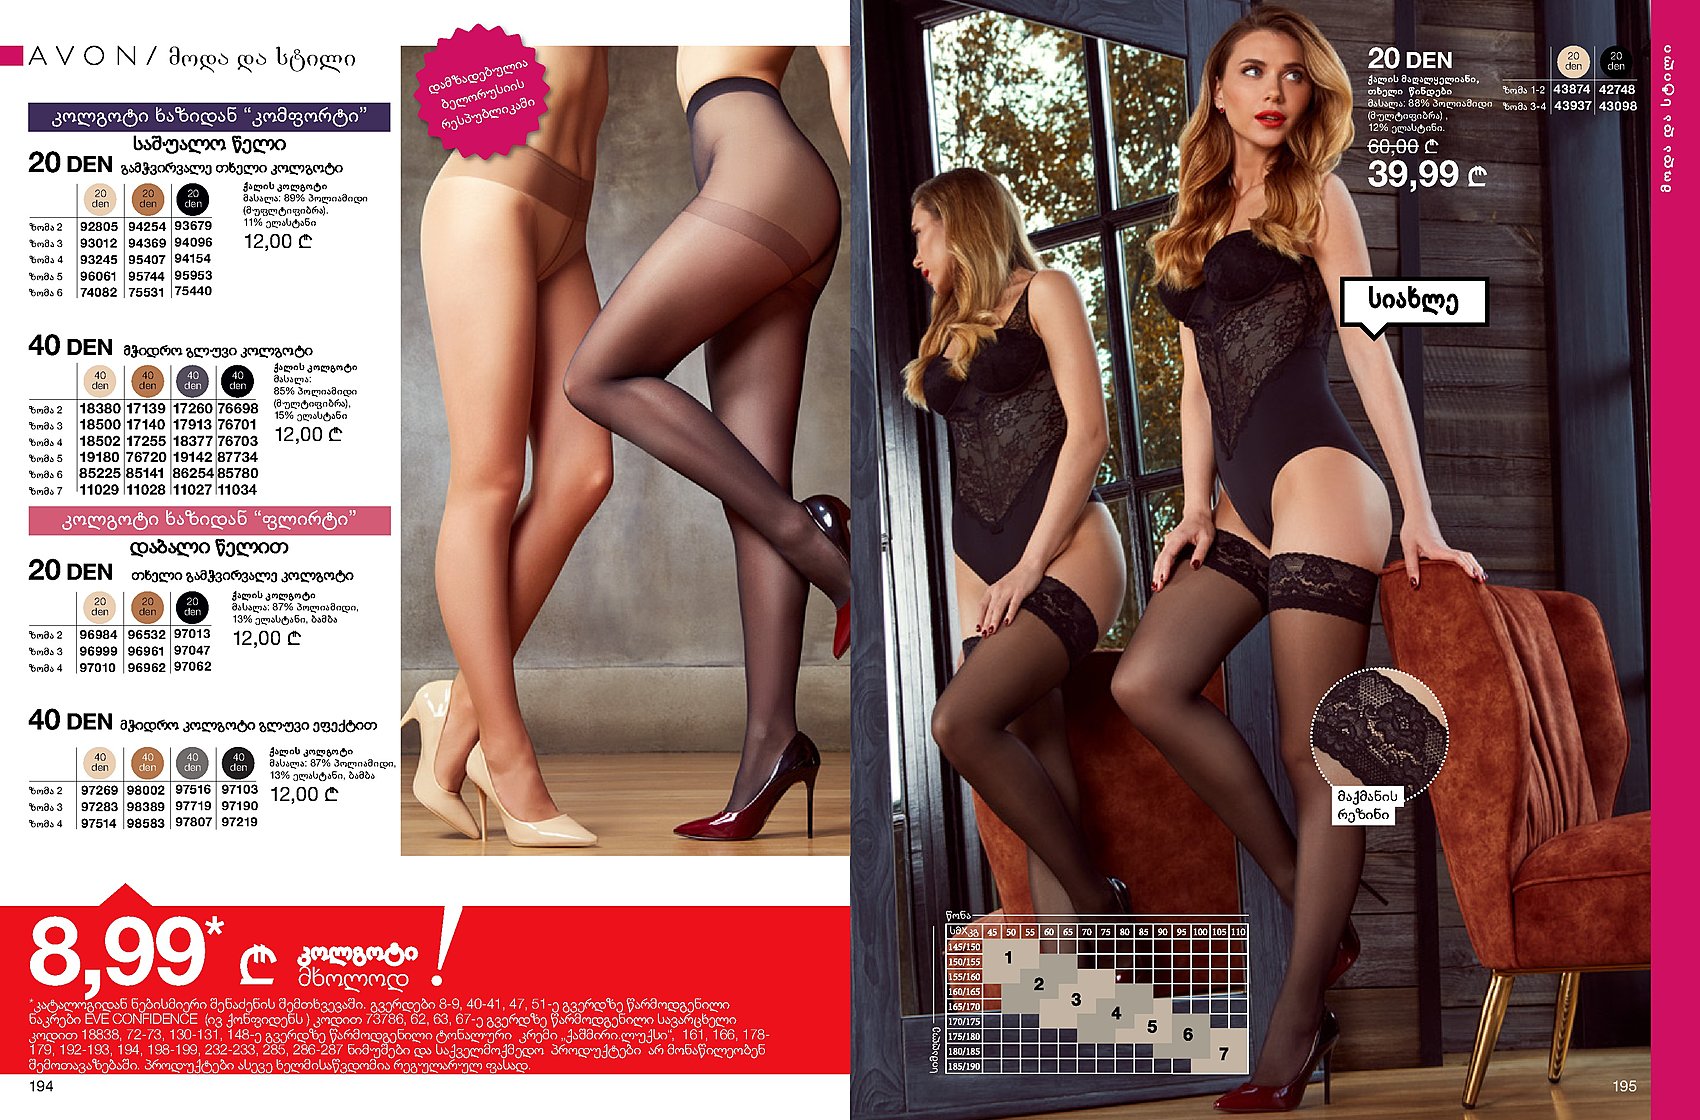 AVON / მოდა და სტილი
კოლგოტი ხაზიდან “კომფორტი”
საშუალო წელი
20 DEN გამჭვირვალე თხელი კოლგოტი
20 den 20 den 20 den
ქალის კოლგოტი
მასალა: 89% პოლიამიდი
(მულტიფიბრა).
11% ელასტანი
12,00 ₾
ზომა 2 92805 94254 93679
ზომა 3 93012 94369 94096
ზომა 4 93245 95407 94154
ზომა 5 96061 95744 95953
ზომა 6 74082 75531 75440
40 DEN მჭიდრო გლუვი კოლგოტი
40 den 40 den 40 den 40 den
ქალის კოლგოტი
მასალა:
85% პოლიამიდი
(მულტიფიბრა),
15% ელასტანი
12,00 ₾
ზომა 2 18380 17139 17260 76698
ზომა 3 18500 17140 17913 76701
ზომა 4 18502 17255 18377 76703
ზომა 5 19180 76720 19142 87734
ზომა 6 85225 85141 86254 85780
ზომა 7 11029 11028 11027 11034
კოლგოტი ხაზიდან “ფლირტი”
დაბალი წელით
20 DEN თხელი გამჭვირვალე კოლგოტი
20 den 20 den 20 den
ქალის კოლგოტი
მასალა: 87% პოლიამიდი,
13% ელასტანი, ბამბა
12,00 ₾
ზომა 2 96984 96532 97013
ზომა 3 96999 96961 97047
ზომა 4 97010 96962 97062
40 DEN მჭიდრო კოლგოტი გლუვი ეფექტით
40 den 40 den 40 den 40 den
ქალის კოლგოტი
მასალა: 87% პოლიამიდი,
13% ელასტანი, ბამბა
12,00 ₾
ზომა 2 97269 98002 97516 97103
ზომა 3 97283 98389 97719 97190
ზომა 4 97514 98583 97807 97219
დამზადებულია
ბელორუსიის
რესპუბლიკაში
8,99* ₾ კოლგოტი
მხოლოდ !
*კატალოგიდან ნებისმიერი შენაძენის შემთხვევაში. გვერდები 8-9, 40-41, 47, 51-ე გვერდზე წარმოდგენილი
ნაკრები EVE CONFIDENCE (ივ ქონფიდენს ) კოდით 73786, 62, 63, 67-ე გვერდზე წარმოდგენილი სავარცხელი
კოდით 18838, 72-73, 130-131, 148-ე გვერდზე წარმოდგენილი ტონალური კრემი „ქაშმირი.ლუქსი“, 161, 166, 178-
179, 192-193, 194, 198-199, 232-233, 285, 286-287 ნიმუშები და საქველმოქმედო პროდუქტები არ მონაწილეობენ
შემოთავაზებაში. პროდუქტები ასევე ხელმისაწვდომია რეგულარულ ფასად.
194
20 DEN
ქალის მაღალყელიანი,
თხელი წინდები
მასალა: 88% პოლიამიდი
(მულტიფიბრა) ,
12% ელასტინი.
60,00 ₾
39,99 ₾
20 den 20 den
ზომა 1-2 43874 42748
ზომა 3-4 43937 43098
მოდა და სტილი
სიახლე
მაქმანის
რეზინი
წონა
სმ X კგ 45 50 55 60 65 70 75 80 85 90 95 100 105 110
სიმაღლე
145/150
150/155 1
155/160
160/165 2
165/170 3
170/175 4
175/180 5 6
180/185 7
185/190
195